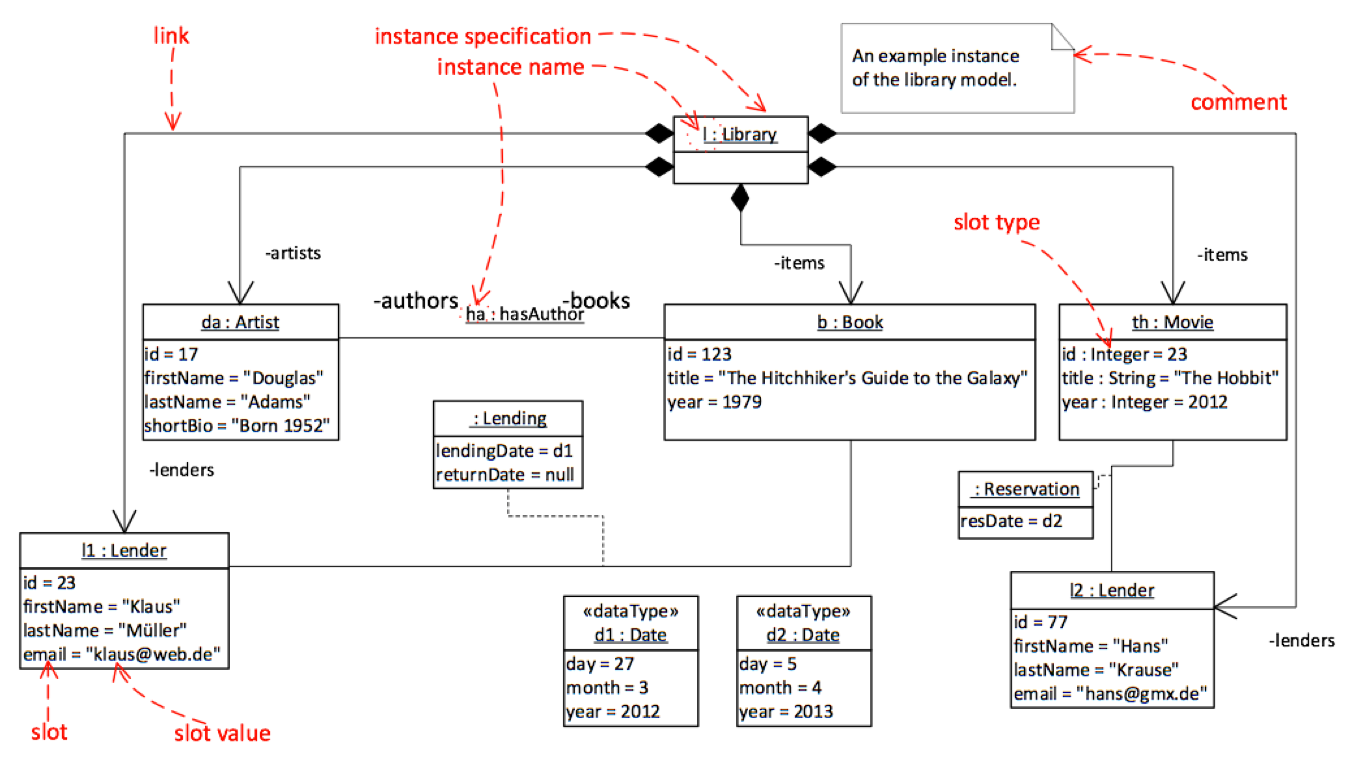 link
instance specification
instance name
An example instance
of the library model.
comment
l : Library
slot type
-artists
-items
-items
-authors
-books
ha : hasAuthor
da : Artist
id = 17
firstName = "Douglas"
lastName = "Adams"
shortBio = "Born 1952"
b : Book
id = 123
title = "The Hitchhiker's Guide to the Galaxy"
year = 1979
th : Movie
id : Integer = 23
title : String = "The Hobbit"
year : Integer = 2012
: Lending
lendingDate = d1
returnDate = null
-lenders
: Reservation
resDate = d2
l1 : Lender
id = 23
firstName = "Klaus"
lastName = "Müller"
email = "klaus@web.de"
«dataType»
d1 : Date
day = 27
month = 3
year = 2012
«dataType»
d2 : Date
day = 5
month = 4
year = 2013
l2 : Lender
id = 77
firstName = "Hans"
lastName = "Krause"
email = "hans@gmx.de"
-lenders
slot
slot value